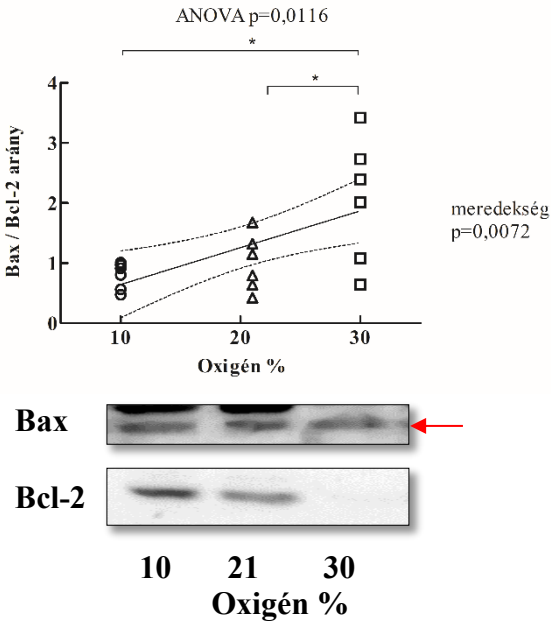 ANOVA p=0,0116
*
*
4
3
2
1
0
Bax / Bcl-2 arány
10 20 30
Oxigén %
meredekség
p=0,0072
Bax
Bcl-2
10 21 30
Oxigén %